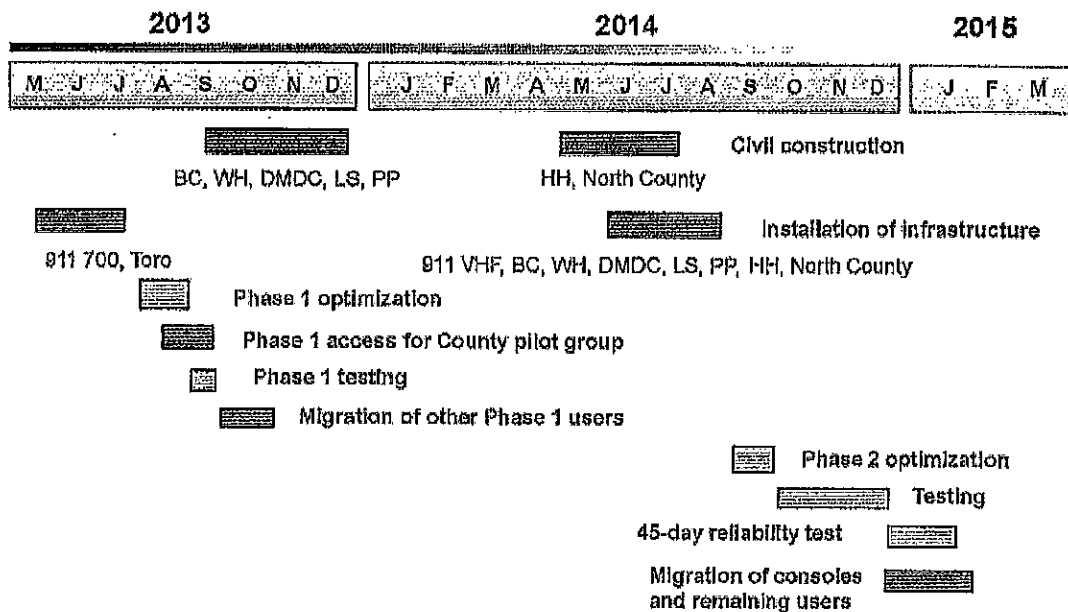 2013 2014 2015
M J J A S O N D J F M A M J J A S O N D J F M
Civil construction
BC, WH, DMDC, LS, PP HH, North County
Installation of infrastructure
911 700, Toro 911 VHF, BC, WH, DMDC, LS, PP, HH, North County
Phase 1 optimization
Phase 1 access for County pilot group
Phase 1 testing
Migration of other Phase 1 users
Phase 2 optimization
Testing
45-day reliability test
Migration of consoles
and remaining users